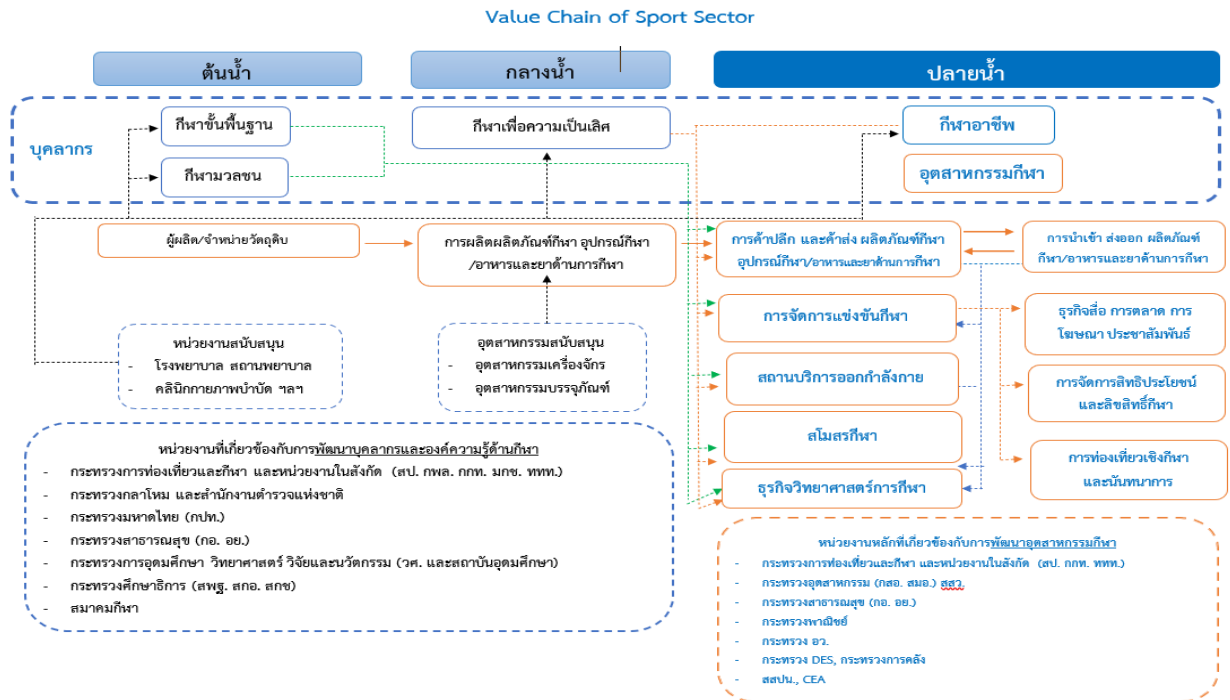 Value Chain of Sport Sector
ต้นน้ำ
กลางน้ำ
ปลายน้ำ
บุคลากร
กีฬาขั้นพื้นฐาน
กีฬามวลชน
กีฬาเพื่อความเป็นเลิศ
กีฬาอาชีพ
อุตสาหกรรมกีฬา
ผู้ผลิต/จำหน่ายวัตถุดิบ
การผลิตผลิตภัณฑ์กีฬา อุปกรณ์กีฬา
/อาหารและยาด้านการกีฬา
การค้าปลีก และค้าส่ง ผลิตภัณฑ์กีฬา
อุปกรณ์กีฬา/อาหารและยาด้านการกีฬา
การนำเข้า ส่งออก ผลิตภัณฑ์
กีฬา/อาหารและยาด้านการกีฬา
หน่วยงานสนับสนุน
- โรงพยาบาล สถานพยาบาล
- คลินิกกายภาพบำบัด ฯลฯ
อุตสาหกรรมสนับสนุน
- อุตสาหกรรมเครื่องจักร
- อุตสาหกรรมบรรจุภัณฑ์
การจัดการแข่งขันกีฬา
สถานบริการออกกำลังกาย
สโมสรกีฬา
ธุรกิจวิทยาศาสตร์การกีฬา
ธุรกิจสื่อ การตลาด การ
โฆษณา ประชาสัมพันธ์
การจัดการสิทธิประโยชน์
และลิขสิทธิ์กีฬา
การท่องเที่ยวเชิงกีฬา
และนันทนาการ
หน่วยงานที่เกี่ยวข้องกับการพัฒนาบุคลากรและองค์ความรู้ด้านกีฬา
- กระทรวงการท่องเที่ยวและกีฬา และหน่วยงานในสังกัด (สป. กพล. กกท. มกช. ททท.)
- กระทรวงกลาโหม และสำนักงานตำรวจแห่งชาติ
- กระทรวงมหาดไทย (กปท.)
- กระทรวงสาธารณสุข (กอ. อย.)
- กระทรวงการอุดมศึกษา วิทยาศาสตร์ วิจัยและนวัตกรรม (วศ. และสถาบันอุดมศึกษา)
- กระทรวงศึกษาธิการ (สพฐ. สกอ. สกช)
- สมาคมกีฬา
หน่วยงานหลักที่เกี่ยวข้องกับการพัฒนาอุตสาหกรรมกีฬา
- กระทรวงการท่องเที่ยวและกีฬา และหน่วยงานในสังกัด (สป. กกท. ททท.)
- กระทรวงอุตสาหกรรม (กสอ. สมอ.) สสว.
- กระทรวงสาธารณสุข (กอ. อย.)
- กระทรวงพาณิชย์
- กระทรวง อว.
- กระทรวง DES, กระทรวงการคลัง
- สสปน., CEA